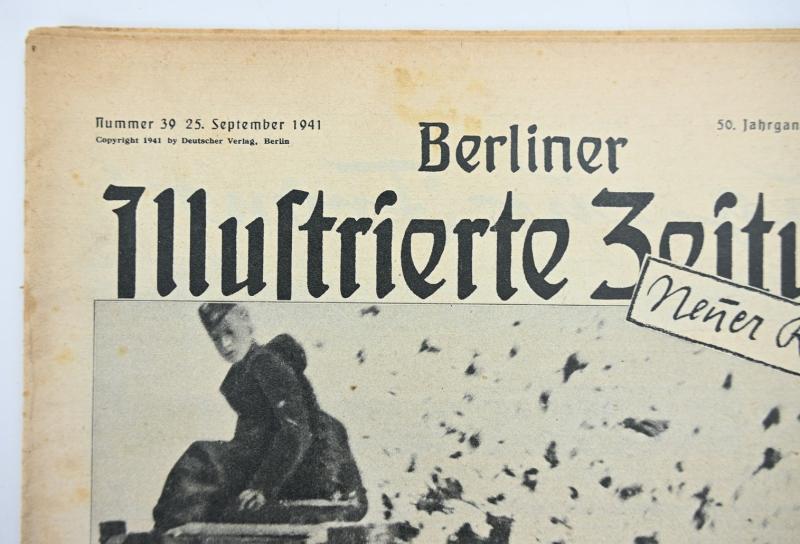 Nummer 39 25. September 1941
Copyright 1941 by Deutscher Verlag, Berlin
50. Jahrgan
Berliner
Illustrierte Zeitu
Neuer R